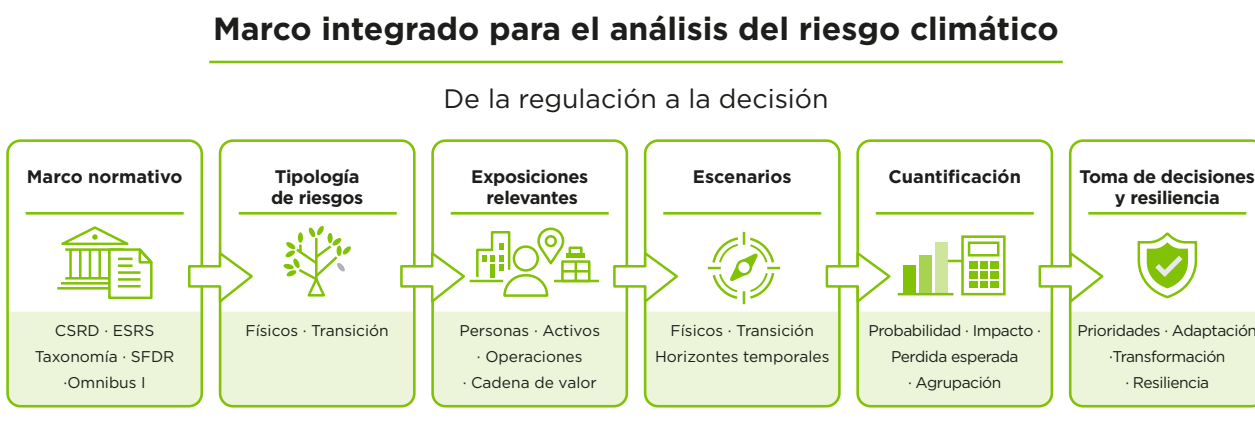 Marco integrado para el análisis del riesgo climático
De la regulación a la decisión
Marco normativo
CSRD · ESRS
Taxonomía · SFDR
·Omnibus I
Tipología
de riesgos
Físicos · Transición
Exposiciones
relevantes
Personas · Activos
· Operaciones
· Cadena de valor
Escenarios
Físicos · Transición
Horizontes temporales
Cuantificación
Probabilidad · Impacto ·
Perdida esperada
· Agrupación
Toma de decisiones
y resiliencia
Prioridades · Adaptación
·Transformación
· Resiliencia